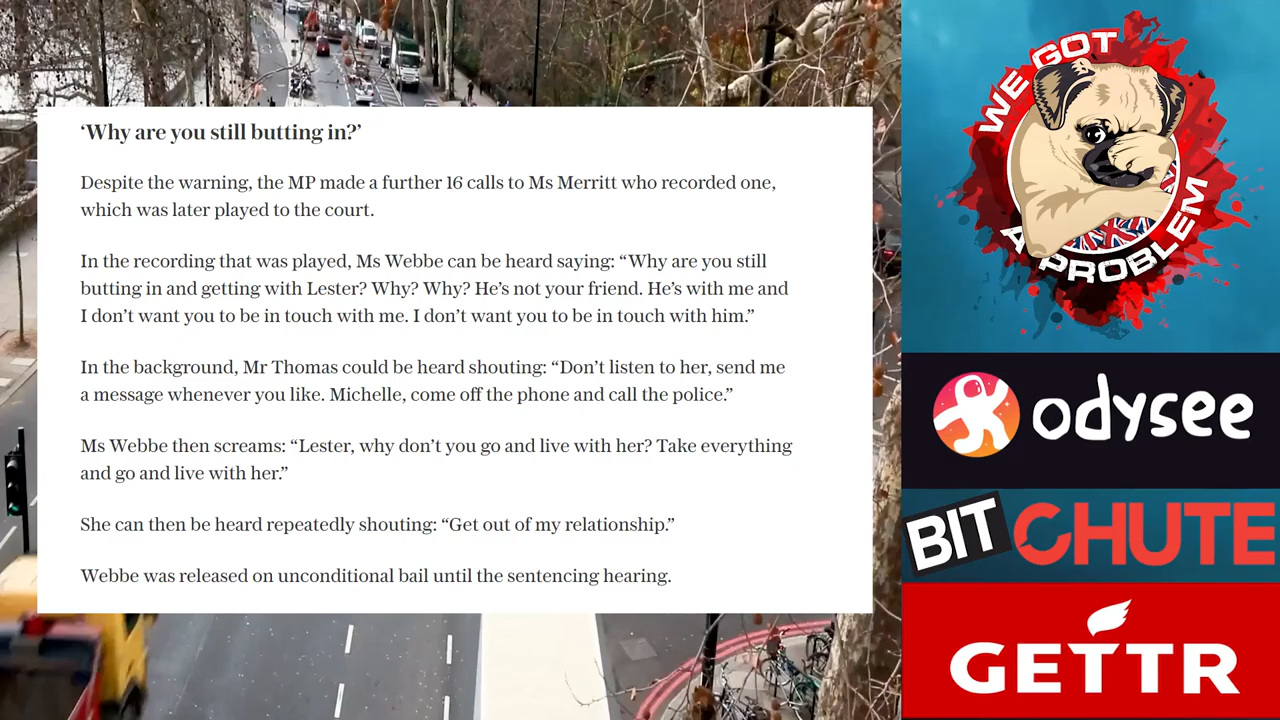 ‘Why are you still butting in?’
Despite the warning, the MP made a further 16 calls to Ms Merritt who recorded one,
which was later played to the court.
In the recording that was played, Ms Webbe can be heard saying: “Why are you still
butting in and getting with Lester? Why? Why? He’s not your friend. He’s with me and
I don’t want you to be in touch with me. I don’t want you to be in touch with him.”
In the background, Mr Thomas could be heard shouting: “Don’t listen to her, send me
a message whenever you like. Michelle, come off the phone and call the police.”
Ms Webbe then screams: “Lester, why don’t you go and live with her? Take everything
and go and live with her.”
She can then be heard repeatedly shouting: “Get out of my relationship.”
Webbe was released on unconditional bail until the sentencing hearing.
WE GOT
A PROBLEM
odysee
BITCHUTE
GETTR